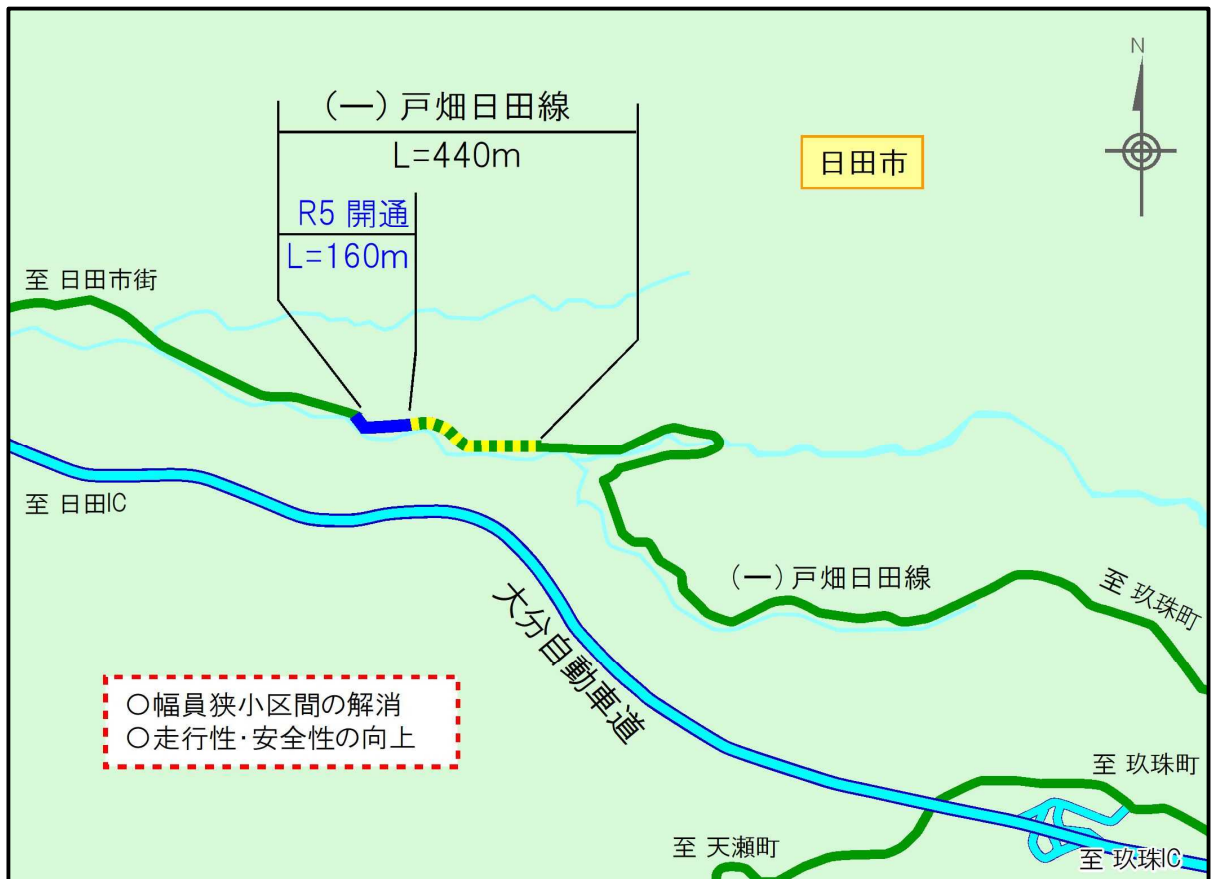 (一)戸畑日田線
L=440m
R5 開通
L=160m
日田市
N
至 日田市街
至 日田IC
(一)戸畑日田線
至 玖珠町
大分自動車道
○幅員狭小区間の解消
○走行性・安全性の向上
至 玖珠町
至 天瀬町
至 玖珠IC